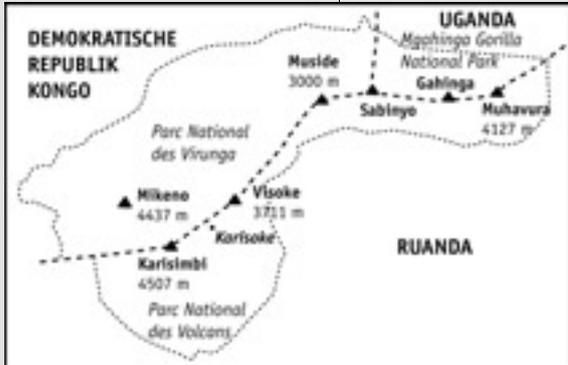 DEMOKRATISCHE
REPUBLIK
KONGO
UGANDA
Mgahinga Gorilla
National Park
Muside
3000 m
Sabinyo
Gahinga
Muhavura
4127 m
Parc National
des Virunga
Mikeno
4437 m
Visoke
3711 m
Karisoke
Karisimbi
4507 m
RUANDA
Parc National
des Volcans